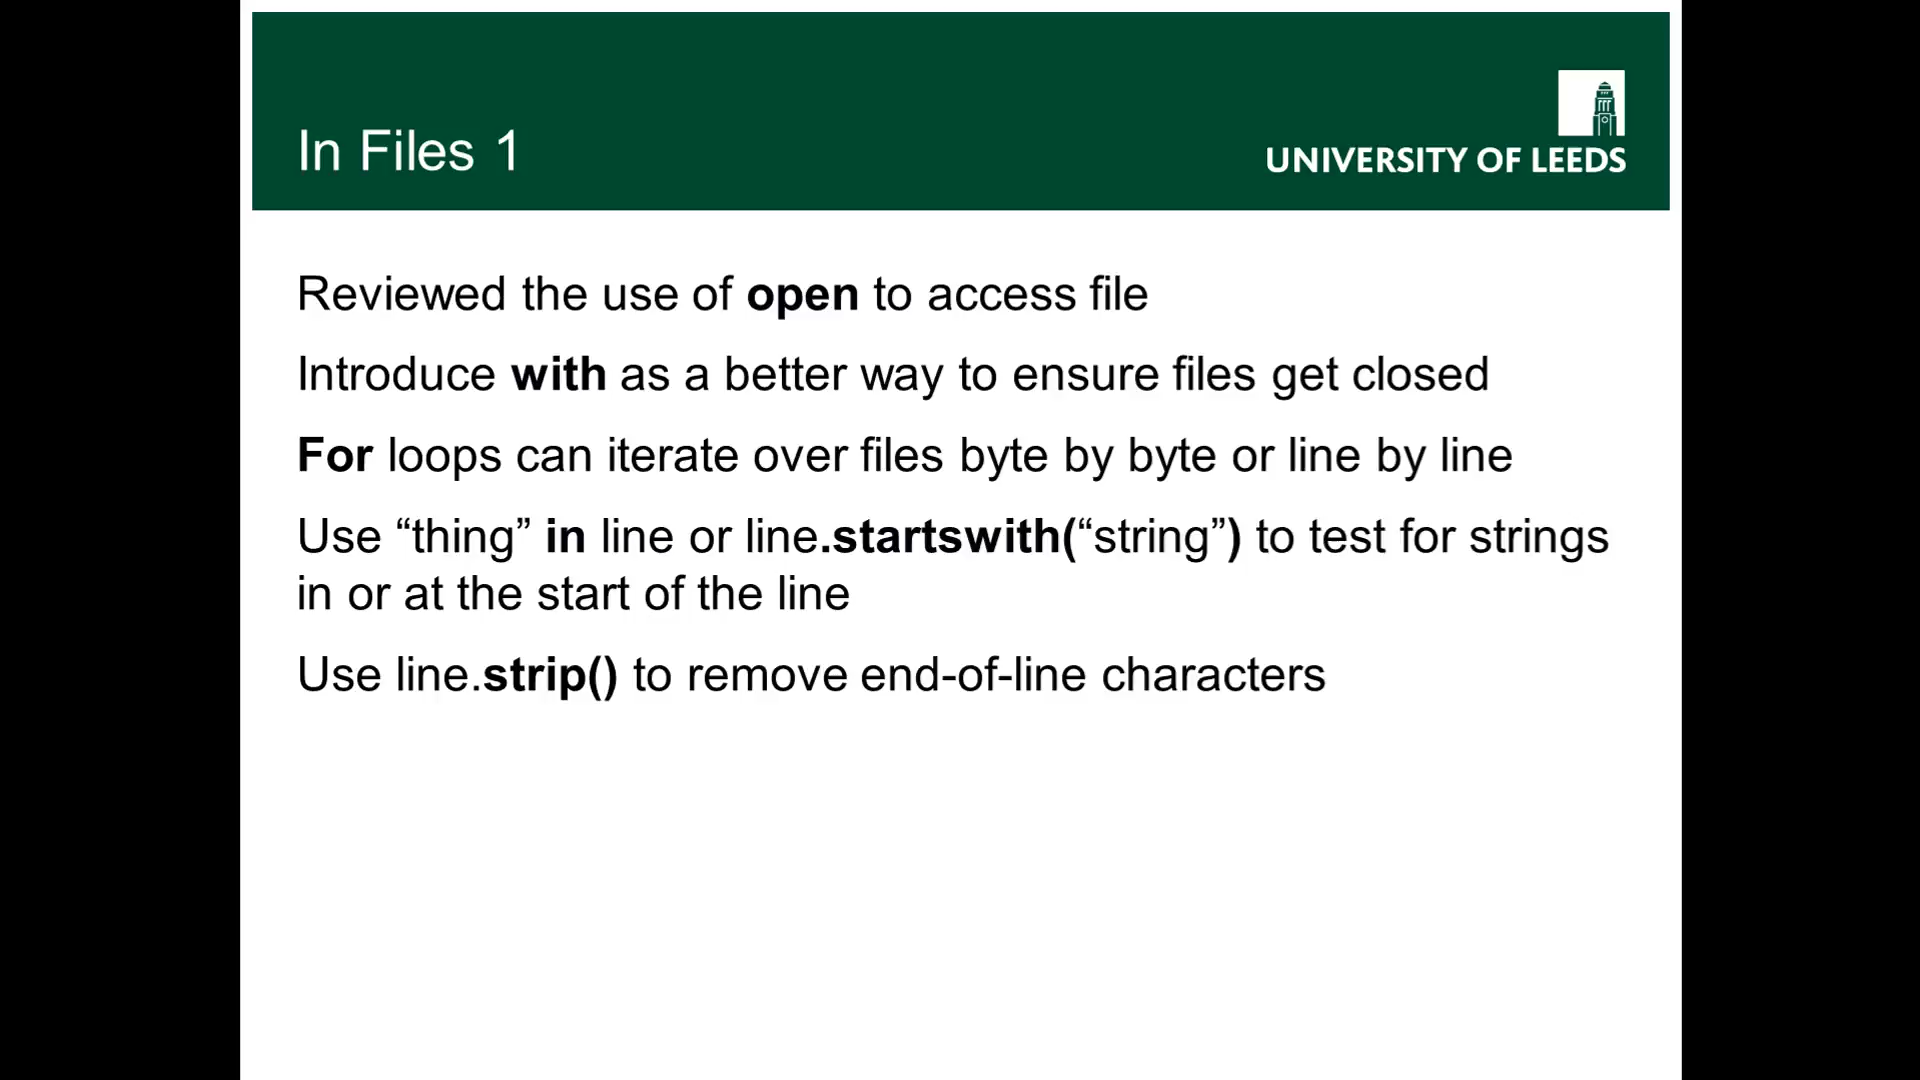 In Files 1
UNIVERSITY OF LEEDS
Reviewed the use of open to access file
Introduce with as a better way to ensure files get closed
For loops can iterate over files byte by byte or line by line
Use “thing” in line or line.startswith(“string”) to test for strings
in or at the start of the line
Use line.strip() to remove end-of-line characters